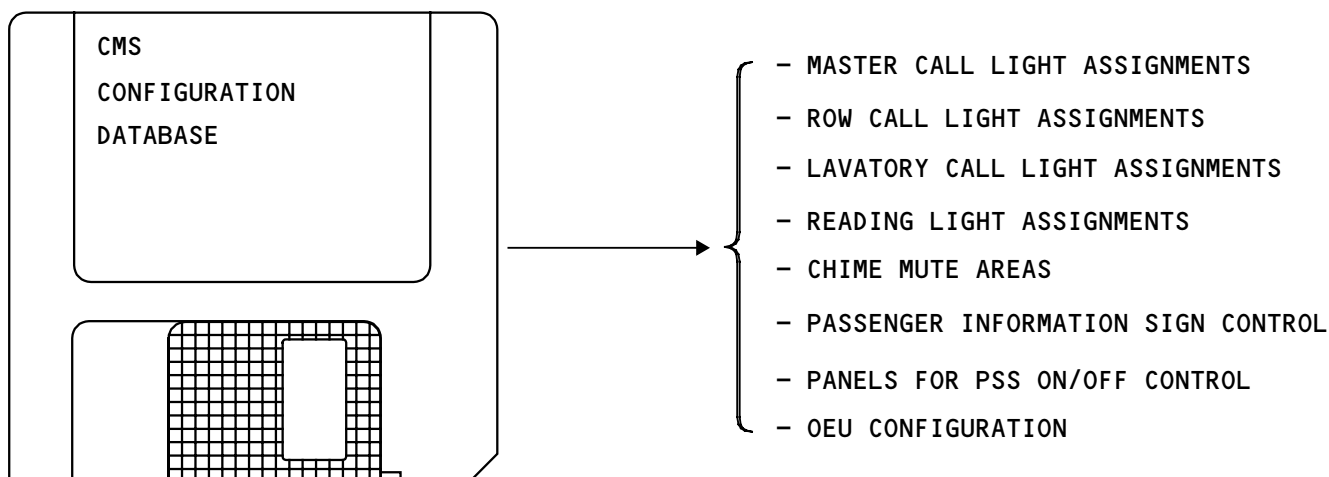 CMS
CONFIGURATION
DATABASE
– MASTER CALL LIGHT ASSIGNMENTS
– ROW CALL LIGHT ASSIGNMENTS
– LAVATORY CALL LIGHT ASSIGNMENTS
– READING LIGHT ASSIGNMENTS
– CHIME MUTE AREAS
– PASSENGER INFORMATION SIGN CONTROL
– PANELS FOR PSS ON/OFF CONTROL
– OEU CONFIGURATION